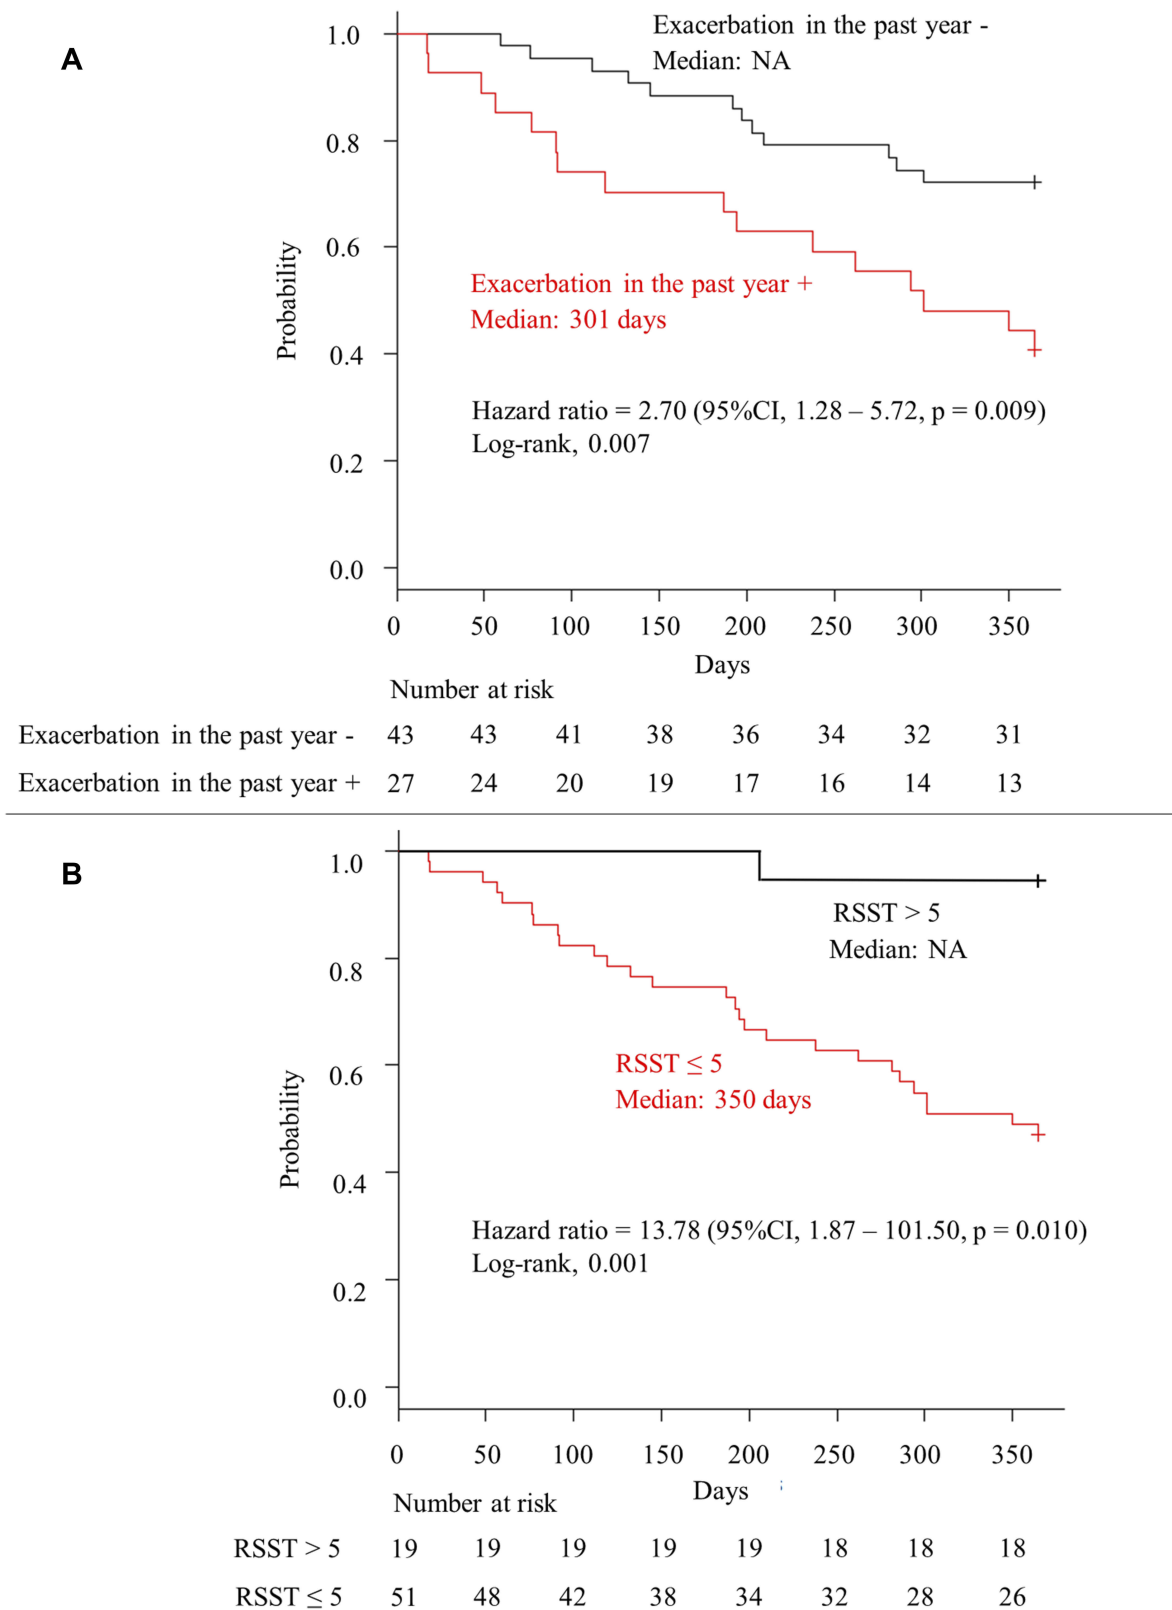 A
Exacerbation in the past year -
Median: NA
1.0
0.8
0.6
0.4
0.2
0.0
Probability
Exacerbation in the past year +
Median: 301 days
Hazard ratio = 2.70 (95%CI, 1.28 – 5.72, p = 0.009)
Log-rank, 0.007
0 50 100 150 200 250 300 350
Days
Number at risk
Exacerbation in the past year - 43 43 41 38 36 34 32 31
Exacerbation in the past year + 27 24 20 19 17 16 14 13
B
1.0
0.8
0.6
0.4
0.2
0.0
Probability
RSST > 5
Median: NA
RSST ≤ 5
Median: 350 days
Hazard ratio = 13.78 (95%CI, 1.87 – 101.50, p = 0.010)
Log-rank, 0.001
0 50 100 150 200 250 300 350
Days
Number at risk
RSST > 5 19 19 19 19 19 18 18 18
RSST ≤ 5 51 48 42 38 34 32 28 26